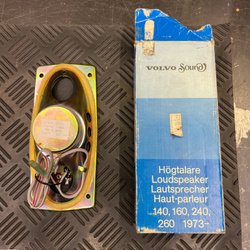 VOLVO Sound
Högtalare
Loudspeaker
Lautsprecher
Haut-parleur
140, 160, 240,
260 1973-